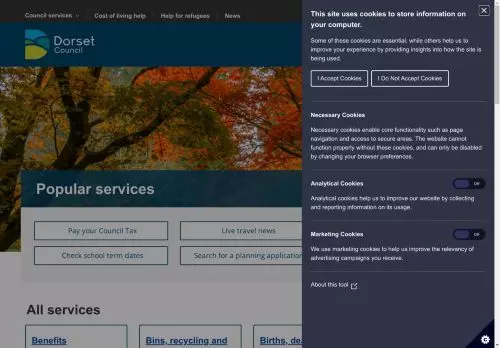 Council services
Cost of living help
Help for refugees
News
Dorset
Council
Popular services
Pay your Council Tax
Live travel news
Check school term dates
Search for a planning application
All services
Benefits
Bins, recycling and
Births, de
This site uses cookies to store information on
your computer.
Some of these cookies are essential, while others help us to
improve your experience by providing insights into how the site is
being used.
I Accept Cookies
I Do Not Accept Cookies
Necessary Cookies
Necessary cookies enable core functionality such as page
navigation and access to secure areas. The website cannot
function properly without these cookies, and can only be disabled
by changing your browser preferences.
Analytical Cookies
Off
Analytical cookies help us to improve our website by collecting
and reporting information on its usage.
Marketing Cookies
Off
We use marketing cookies to help us improve the relevancy of
advertising campaigns you receive.
About this tool